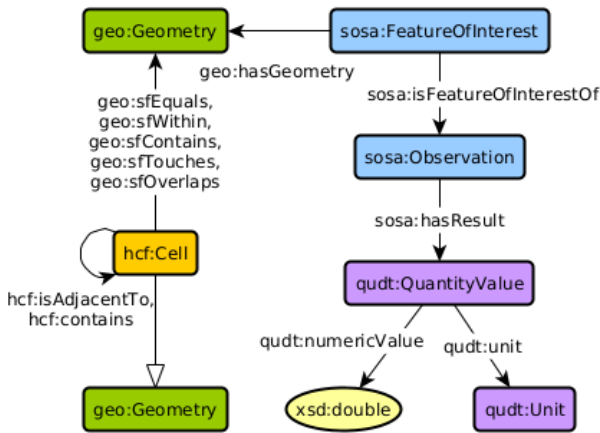 geo:Geometry
sosa:FeatureOfInterest
geo:hasGeometry
sosa:isFeatureOfInterestOf
geo:sfEquals,
geo:sfWithin,
geo:sfContains,
geo:sfTouches,
geo:sfOverlaps
sosa:Observation
sosa:hasResult
hcf:Cell
qudt:QuantityValue
hcf:isAdjacentTo,
hcf:contains
qudt:numericValue
qudt:unit
geo:Geometry
xsd:double
qudt:Unit